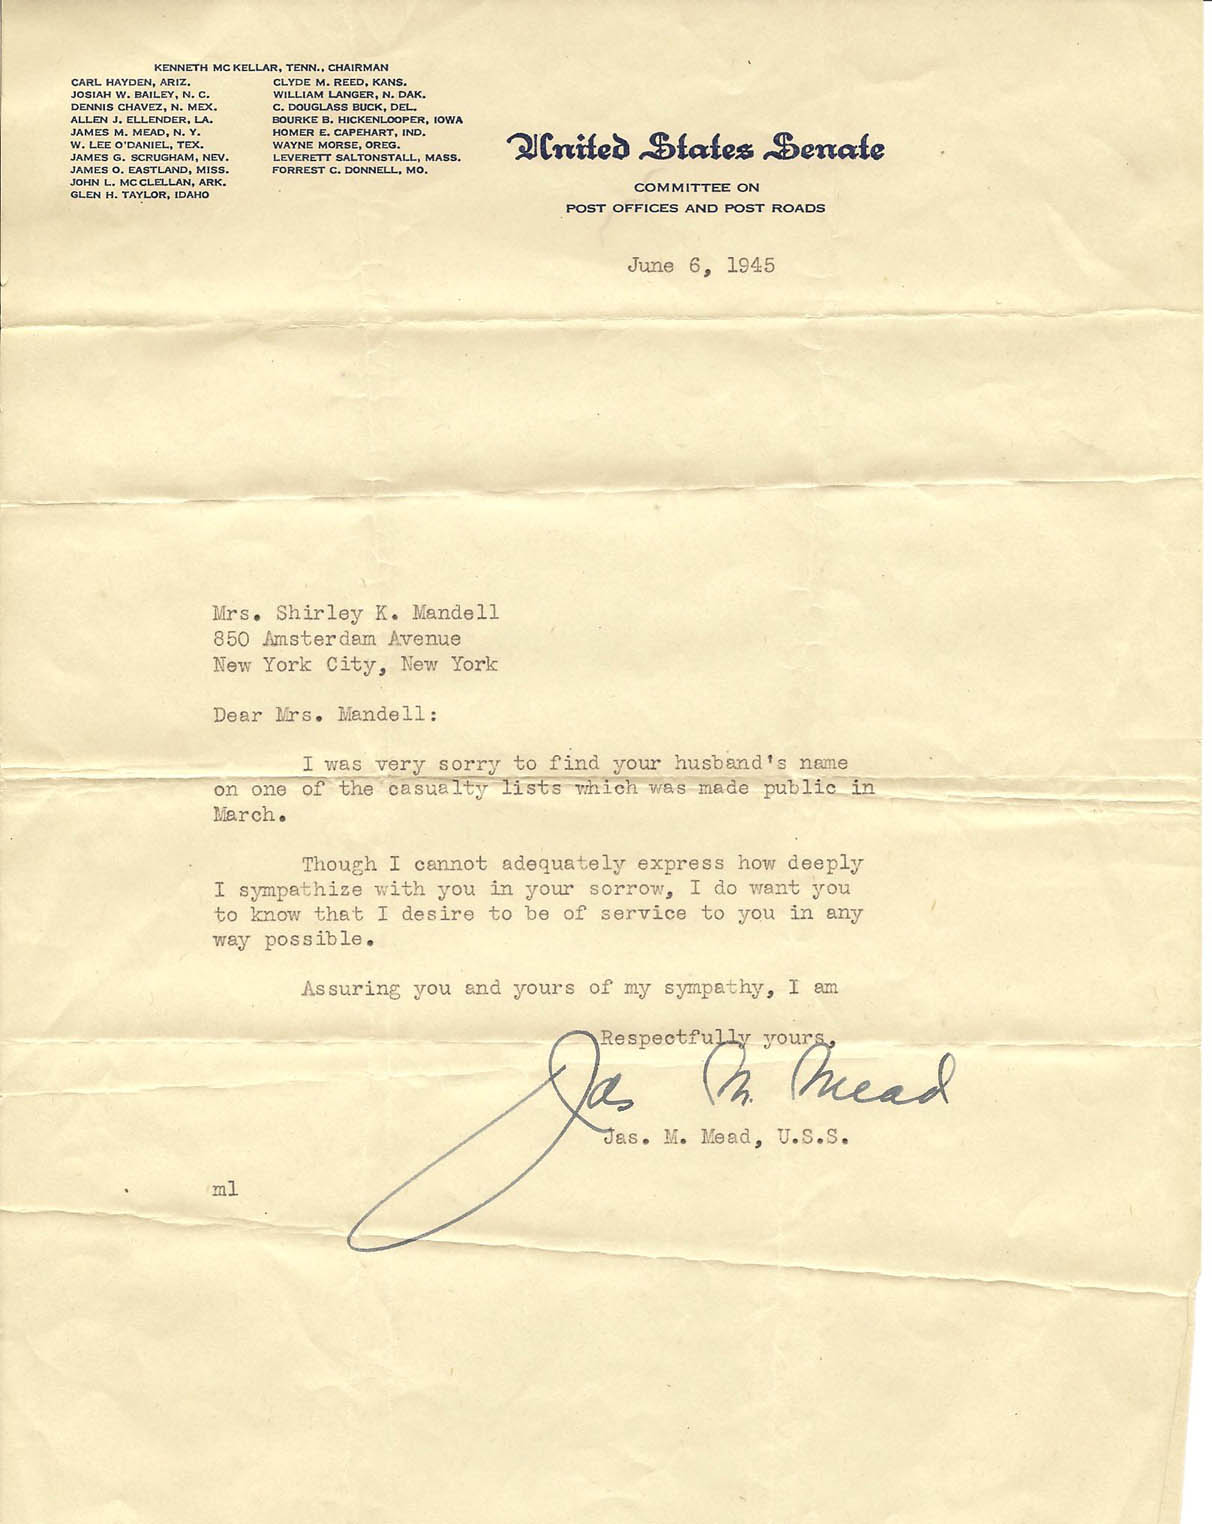 KENNETH MC KELLAR, TENN., CHAIRMAN
CARL HAYDEN, ARIZ.
JOSIAH W. BAILEY, N. C.
DENNIS CHAVEZ, N. MEX.
ALLEN J. ELLENDER, LA.
JAMES M. MEAD, N. Y.
W. LEE O'DANIEL, TEX.
JAMES G. SCRUGHAM, NEV.
JAMES O. EASTLAND, MISS.
JOHN L. MC CLELLAN, ARK.
GLEN H. TAYLOR, IDAHO
CLYDE M. REED, KANS.
WILLIAM LANGER, N. DAK.
C. DOUGLASS BUCK, DEL.
BOURKE B. HICKENLOOPER, IOWA
HOMER E. CAPEHART, IND.
WAYNE MORSE, OREG.
LEVERETT SALTONSTALL, MASS.
FORREST C. DONNELL, MO.
United States Senate
COMMITTEE ON
POST OFFICES AND POST ROADS
June 6, 1945
Mrs. Shirley K. Mandell
850 Amsterdam Avenue
New York City, New York
Dear Mrs. Mandell:
I was very sorry to find your husband's name
on one of the casualty lists which was made public in
March.
Though I cannot adequately express how deeply
I sympathize with you in your sorrow, I do want you
to know that I desire to be of service to you in any
way possible.
Assuring you and yours of my sympathy, I am
Respectfully yours,
Jas M. Mead
Jas. M. Mead, U.S.S.
ml